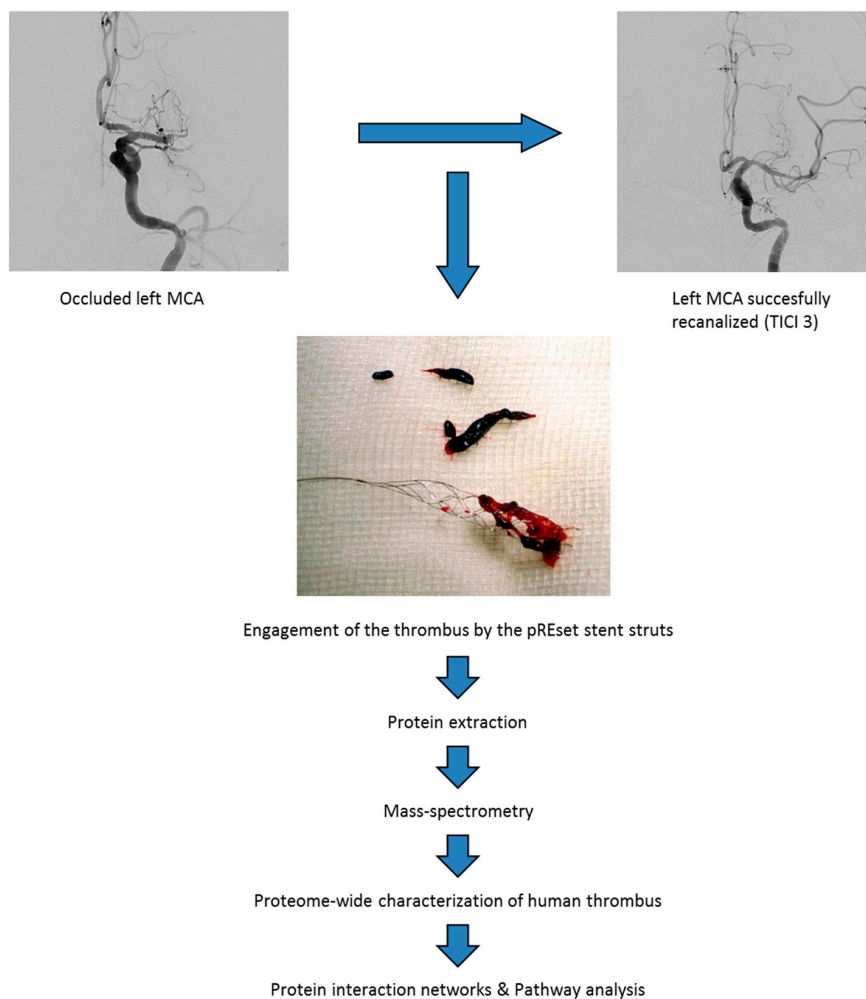 Occluded left MCA
Left MCA succesfully
recanalized (TICI 3)
Engagement of the thrombus by the pREset stent struts
Protein extraction
Mass-spectrometry
Proteome-wide characterization of human thrombus
Protein interaction networks & Pathway analysis